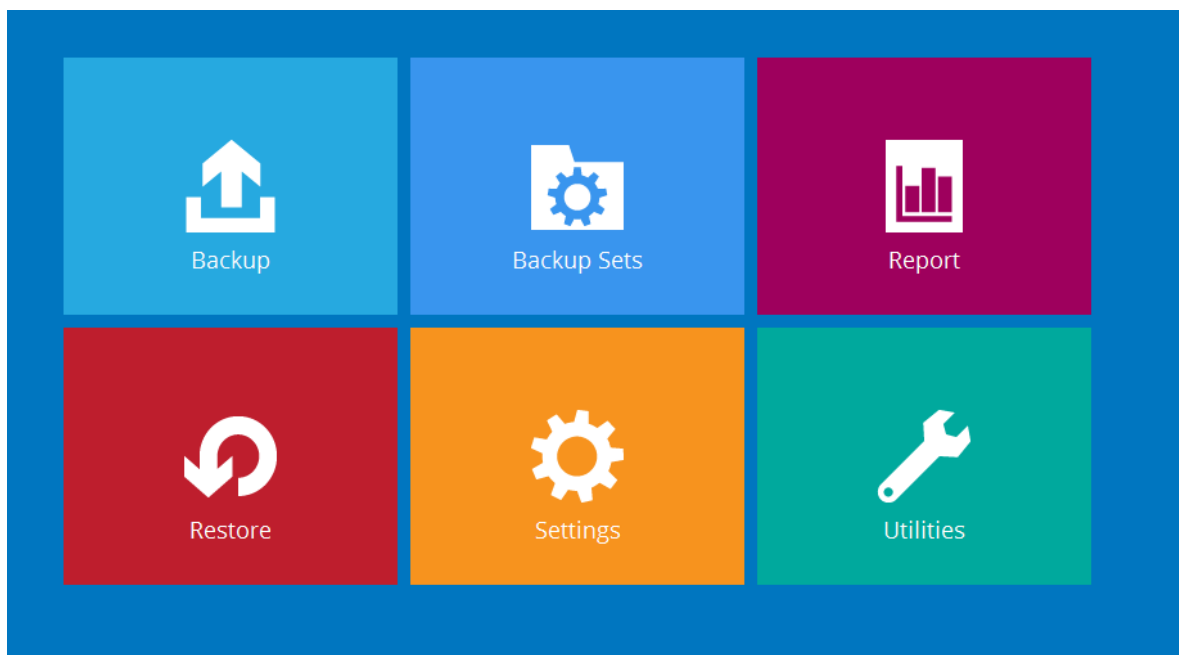 Backup
Backup Sets
Report
Restore
Settings
Utilities